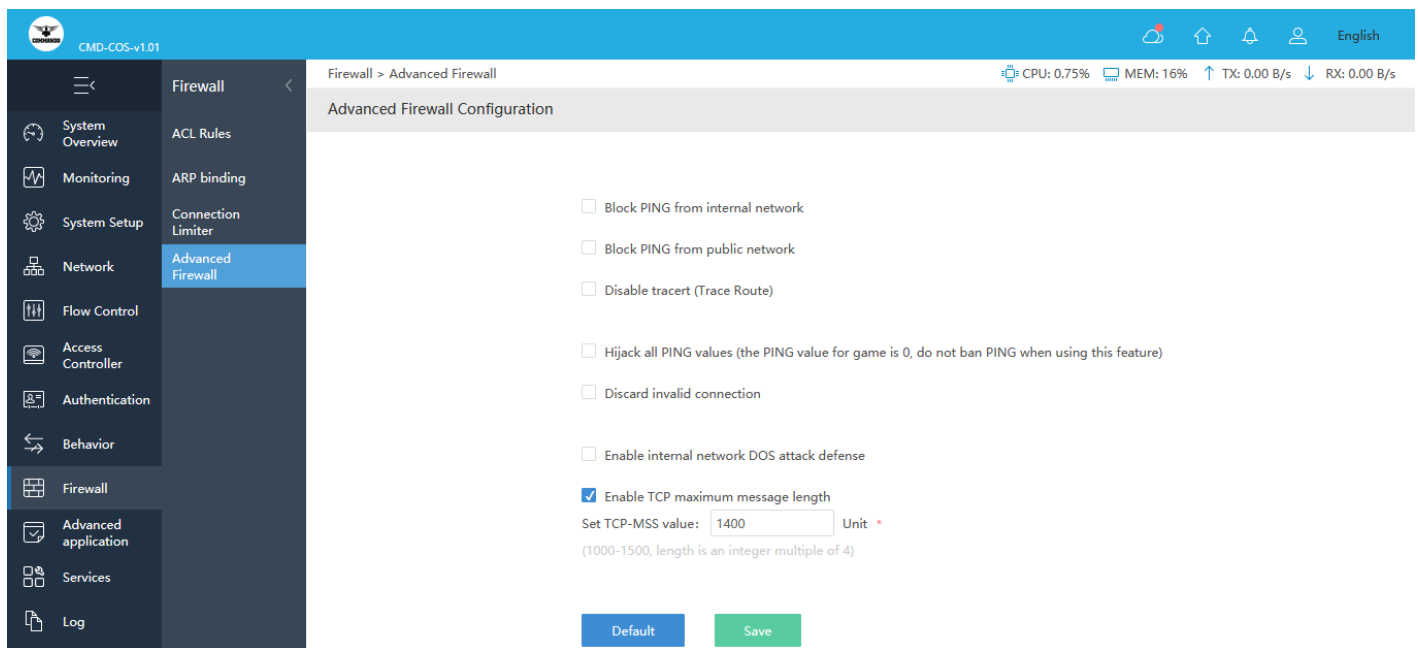 COMMANDO
CMD-COS-v1.01
English
Firewall
Firewall > Advanced Firewall
CPU: 0.75%
MEM: 16%
TX: 0.00 B/s
RX: 0.00 B/s
Advanced Firewall Configuration
System
Overview
Monitoring
System Setup
Network
Flow Control
Access
Controller
Authentication
Behavior
Firewall
Advanced
application
Services
Log
ACL Rules
ARP binding
Connection
Limiter
Advanced
Firewall
Block PING from internal network
Block PING from public network
Disable tracert (Trace Route)
Hijack all PING values (the PING value for game is 0, do not ban PING when using this feature)
Discard invalid connection
Enable internal network DOS attack defense
Enable TCP maximum message length
Set TCP-MSS value: 1400 Unit *
(1000-1500, length is an integer multiple of 4)
Default
Save